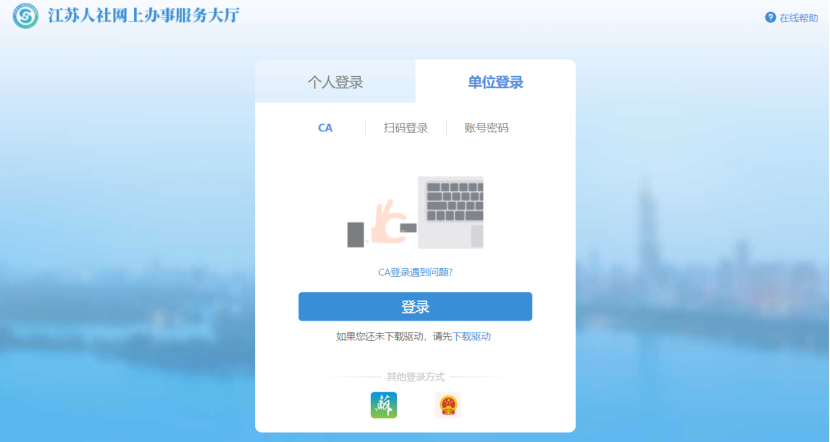 江苏人社网上办事服务大厅
? 在线帮助
个人登录 单位登录
CA 扫码登录 账号密码
CA登录遇到问题?
登录
如果您还未下载驱动，请先下载驱动
其他登录方式
蘇